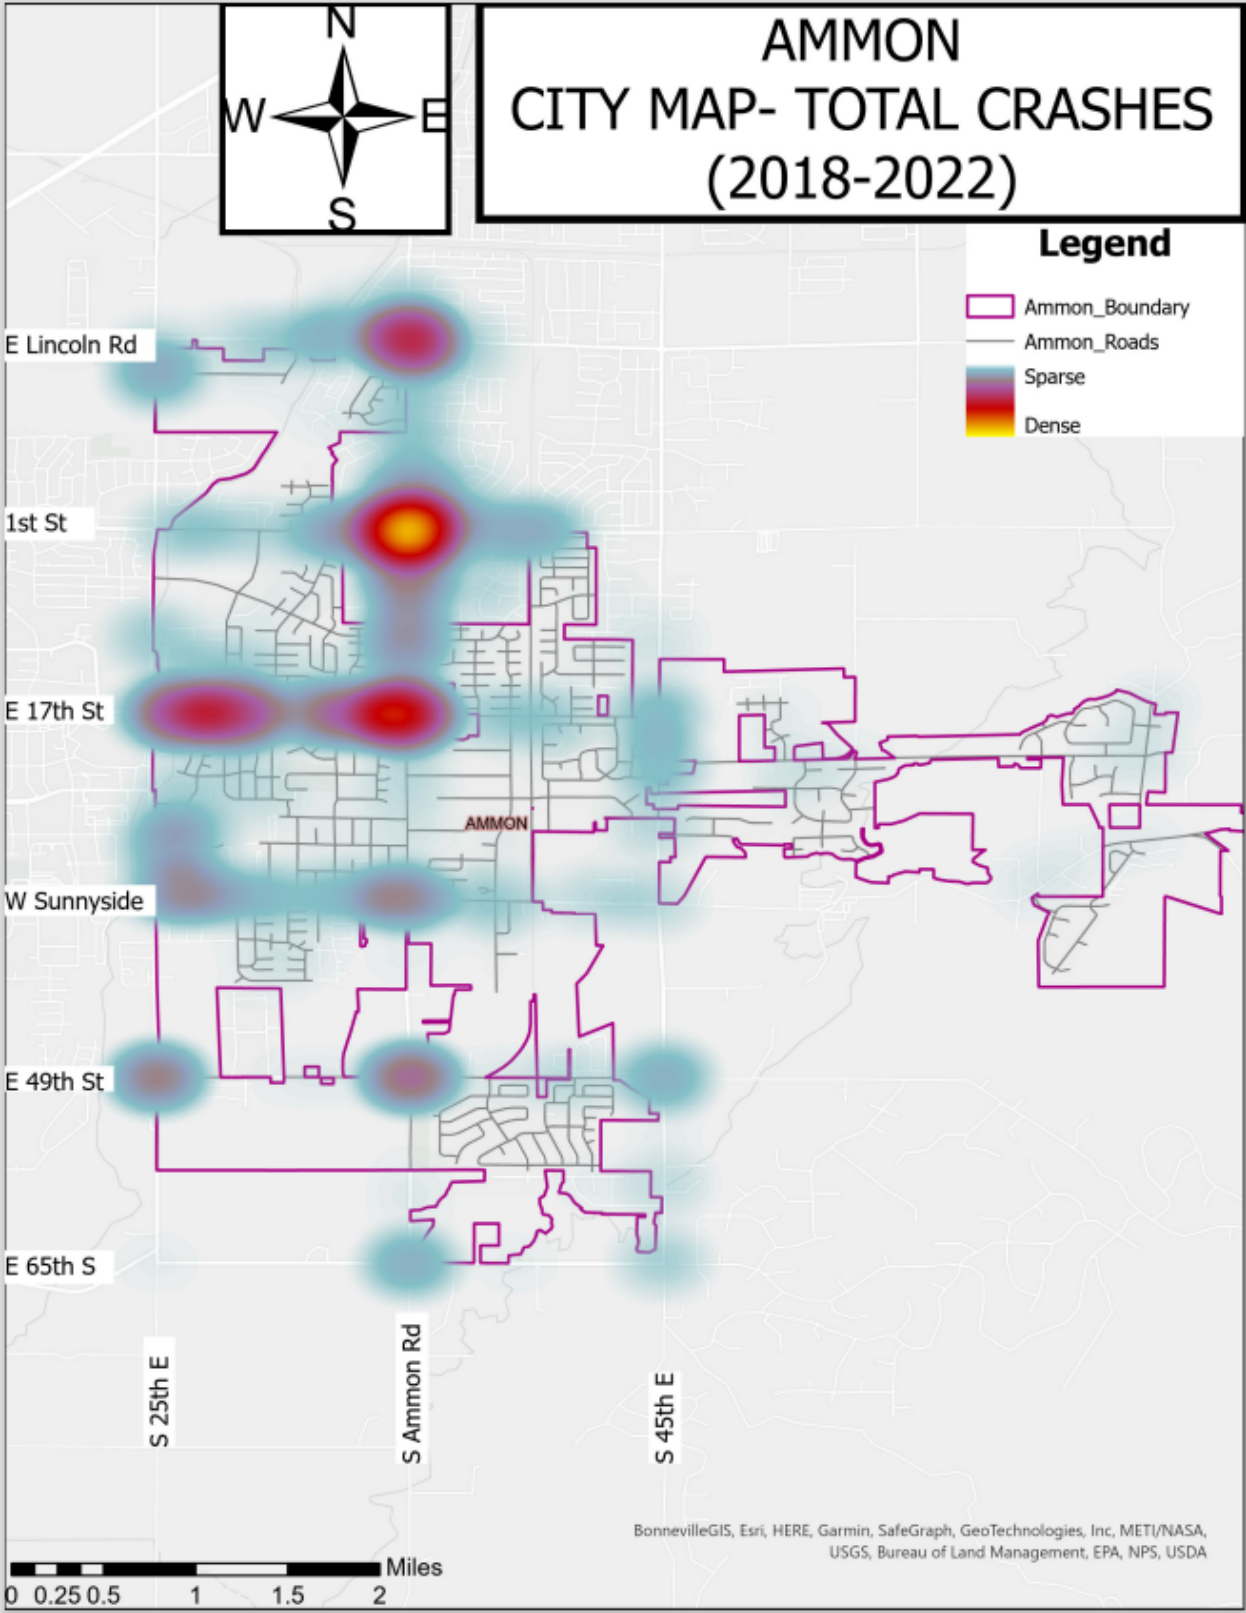 N
W E
S
AMMON
CITY MAP- TOTAL CRASHES
(2018-2022)
Legend
Ammon_Boundary
Ammon_Roads
Sparse
Dense
E Lincoln Rd
1st St
E 17th St
AMMON
W Sunnyside
E 49th St
E 65th S
S 25th E
S Ammon Rd
S 45th E
BonnevilleGIS, Esri, HERE, Garmin, SafeGraph, GeoTechnologies, Inc, METI/NASA,
USGS, Bureau of Land Management, EPA, NPS, USDA
Miles
0 0.25 0.5 1 1.5 2